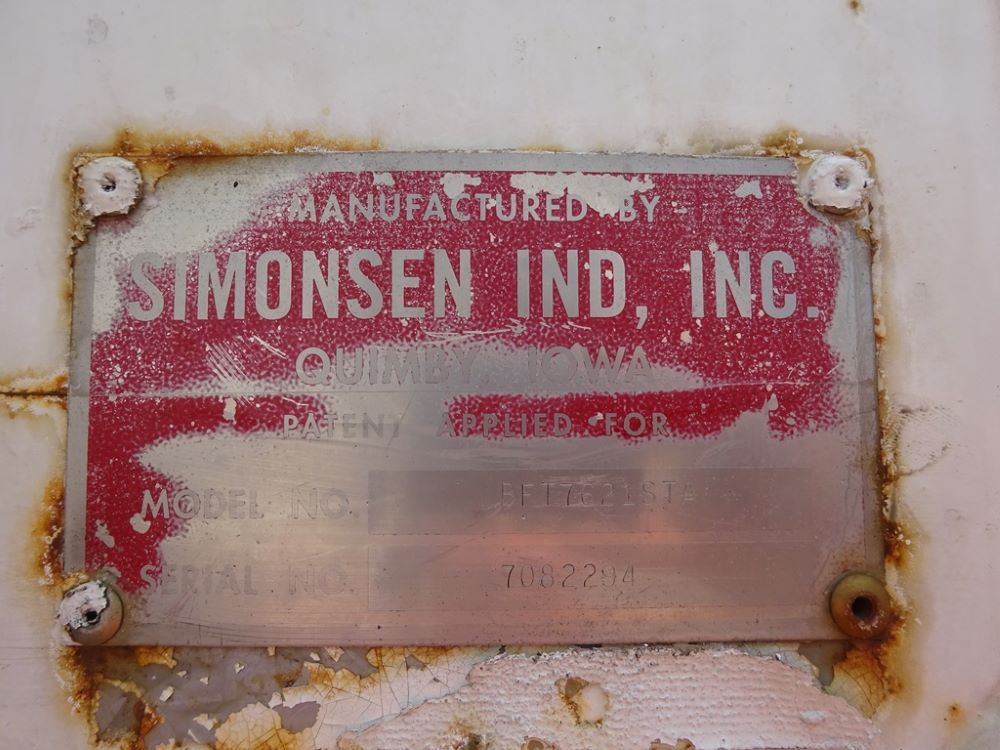 MANUFACTURED BY -
SIMONSEN IND, INC.
QUIMBY, IOWA
PATENT APPLIED FOR
MODEL NO.
SERIAL NO. 7082294